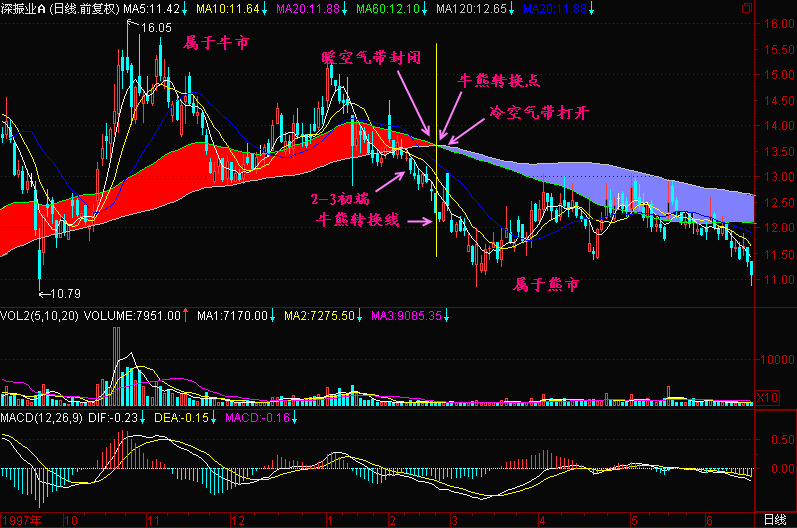 深振业A (日线.前复权) MA5:11.42↓ MA10:11.64↓ MA20:11.88↓ MA60:12.10↓ MA120:12.65↓ MA20:11.88↓
16.00
16.05
属于牛市
15.50
暖空气带封闭
15.00
牛熊转换点
14.50
冷空气带打开
14.00
13.50
13.00
2-3初端
12.50
牛熊转换线
12.00
11.50
属于熊市
11.00
←10.79
VOL2(5,10,20) VOLUME:7951.00↑ MA1:7170.00↓ MA2:7275.50↓ MA3:9085.35↓
10000
X10
MACD(12,26,9) DIF:-0.23↓ DEA:-0.15↓ MACD:-0.16↓
0.50
0.00
1997年 10 11 12 1 2 3 4 5 6 日线